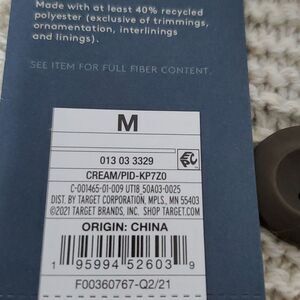 Made with at least 40% recycled
polyester (exclusive of trimmings,
ornamentation, interlinings
and linings).
SEE ITEM FOR FULL FIBER CONTENT.
M
013 03 3329
CREAM/PID-KP7Z0
C-001465-01-009 UT18_50A03-0025
DIST. BY TARGET CORPORATION, MPLS., MN 55403
©2021 TARGET BRANDS, INC. SHOP TARGET.COM
ORIGIN: CHINA
1 95994 52603 9
F00360767-Q2/21